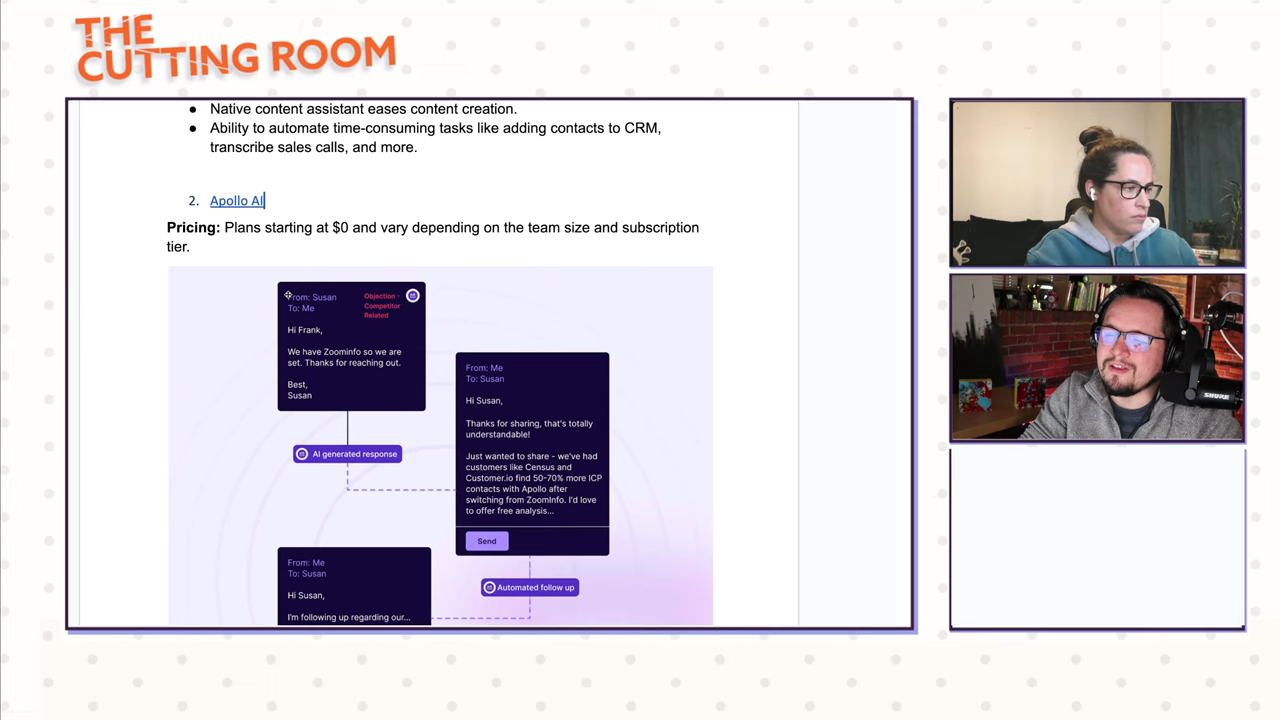 THE
CUTTING ROOM
● Native content assistant eases content creation.
● Ability to automate time-consuming tasks like adding contacts to CRM,
transcribe sales calls, and more.
2. Apollo AI
Pricing: Plans starting at $0 and vary depending on the team size and subscription
tier.
From: Susan
To: Me
Objection -
Competitor
Related
Hi Frank,
We have Zoominfo so we are
set. Thanks for reaching out.
Best,
Susan
AI generated response
From: Me
To: Susan
Hi Susan,
Thanks for sharing, that's totally
understandable!
Just wanted to share - we've had
customers like Census and
Customer.io find 50-70% more ICP
contacts with Apollo after
switching from ZoomInfo. I'd love
to offer free analysis...
Send
Automated follow up
From: Me
To: Susan
Hi Susan,
I'm following up regarding our...
SHURE